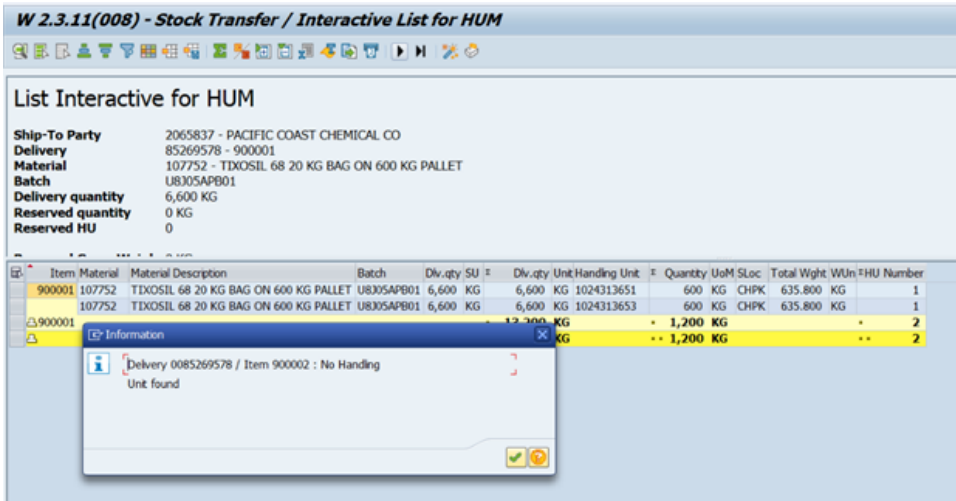 W 2.3.11(008) - Stock Transfer / Interactive List for HUM
List Interactive for HUM
Ship-To Party 2065837 - PACIFIC COAST CHEMICAL CO
Delivery 85269578 - 900001
Material 107752 - TIXOSIL 68 20 KG BAG ON 600 KG PALLET
Batch U8J05APB01
Delivery quantity 6,600 KG
Reserved quantity 0 KG
Reserved HU 0
Item Material Material Description Batch Dlv.qty SU Σ Dlv.qty Unit Handling Unit Σ Quantity UoM SLoc Total Wght WUn Σ HU Number
900001 107752 TIXOSIL 68 20 KG BAG ON 600 KG PALLET U8J05APB01 6,600 KG 6,600 KG 1024313651 600 KG CHPK 635.800 KG 1
107752 TIXOSIL 68 20 KG BAG ON 600 KG PALLET U8J05APB01 6,600 KG 6,600 KG 1024313653 600 KG CHPK 635.800 KG 1
900001 13,200 KG 1,200 KG 2
KG 1,200 KG 2
Information
Delivery 0085269578 / Item 900002 : No Handling
Unit found